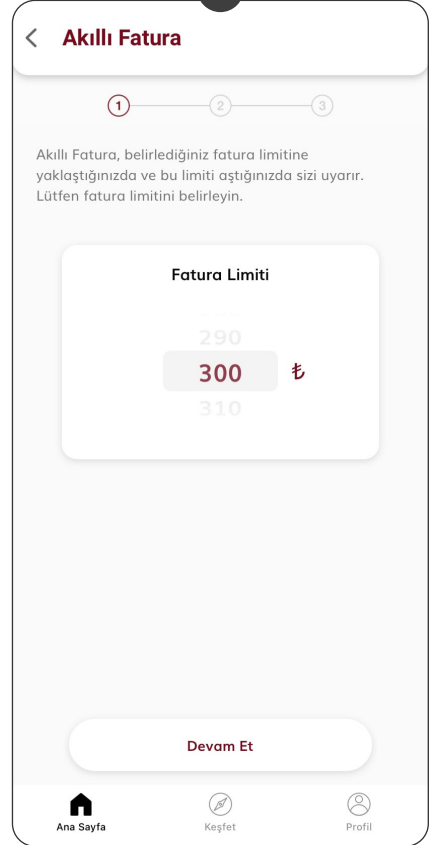 Akıllı Fatura
1 2 3
Akıllı Fatura, belirlediğiniz fatura limitine
yaklaştığınızda ve bu limiti aştığınızda sizi uyarır.
Lütfen fatura limitini belirleyin.
Fatura Limiti
290
300 ₺
310
Devam Et
Ana Sayfa Keşfet Profil